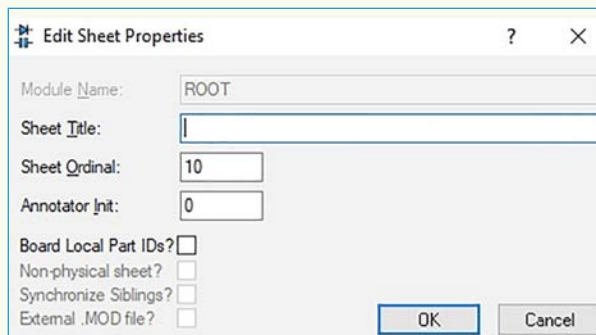 Edit Sheet Properties ?
Module Name: ROOT
Sheet Title:
Sheet Ordinal: 10
Annotator Init: 0
Board Local Part IDs?
Non-physical sheet?
Synchronize Siblings?
External .MOD file?
OK Cancel